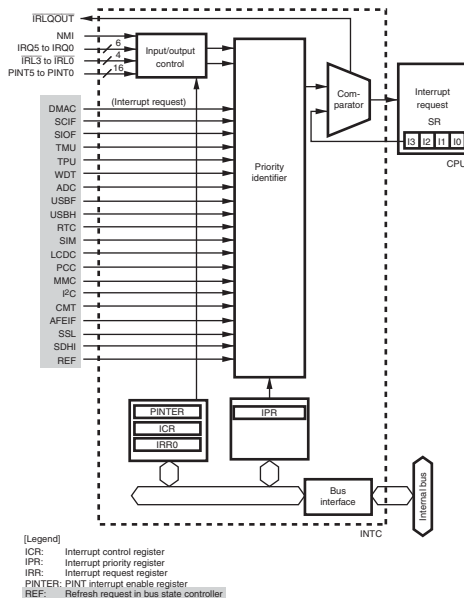 IRLQOUT
NMI
IRQ5 to IRQ0
6
IRL3 to IRL0
4
PINT5 to PINT0
16
Input/output
control
(Interrupt request)
DMAC
SCIF
SIOF
TMU
TPU
WDT
ADC
USBF
USBH
RTC
SIM
LCDC
PCC
MMC
I²C
CMT
AFEIF
SSL
SDHI
REF
Priority
identifier
Com-
parator
Interrupt
request
SR
I3 I2 I1 I0
CPU
PINTER
ICR
IRR0
IPR
Bus
interface
Internal bus
INTC
[Legend]
ICR: Interrupt control register
IPR: Interrupt priority register
IRR: Interrupt request register
PINTER: PINT interrupt enable register
REF: Refresh request in bus state controller